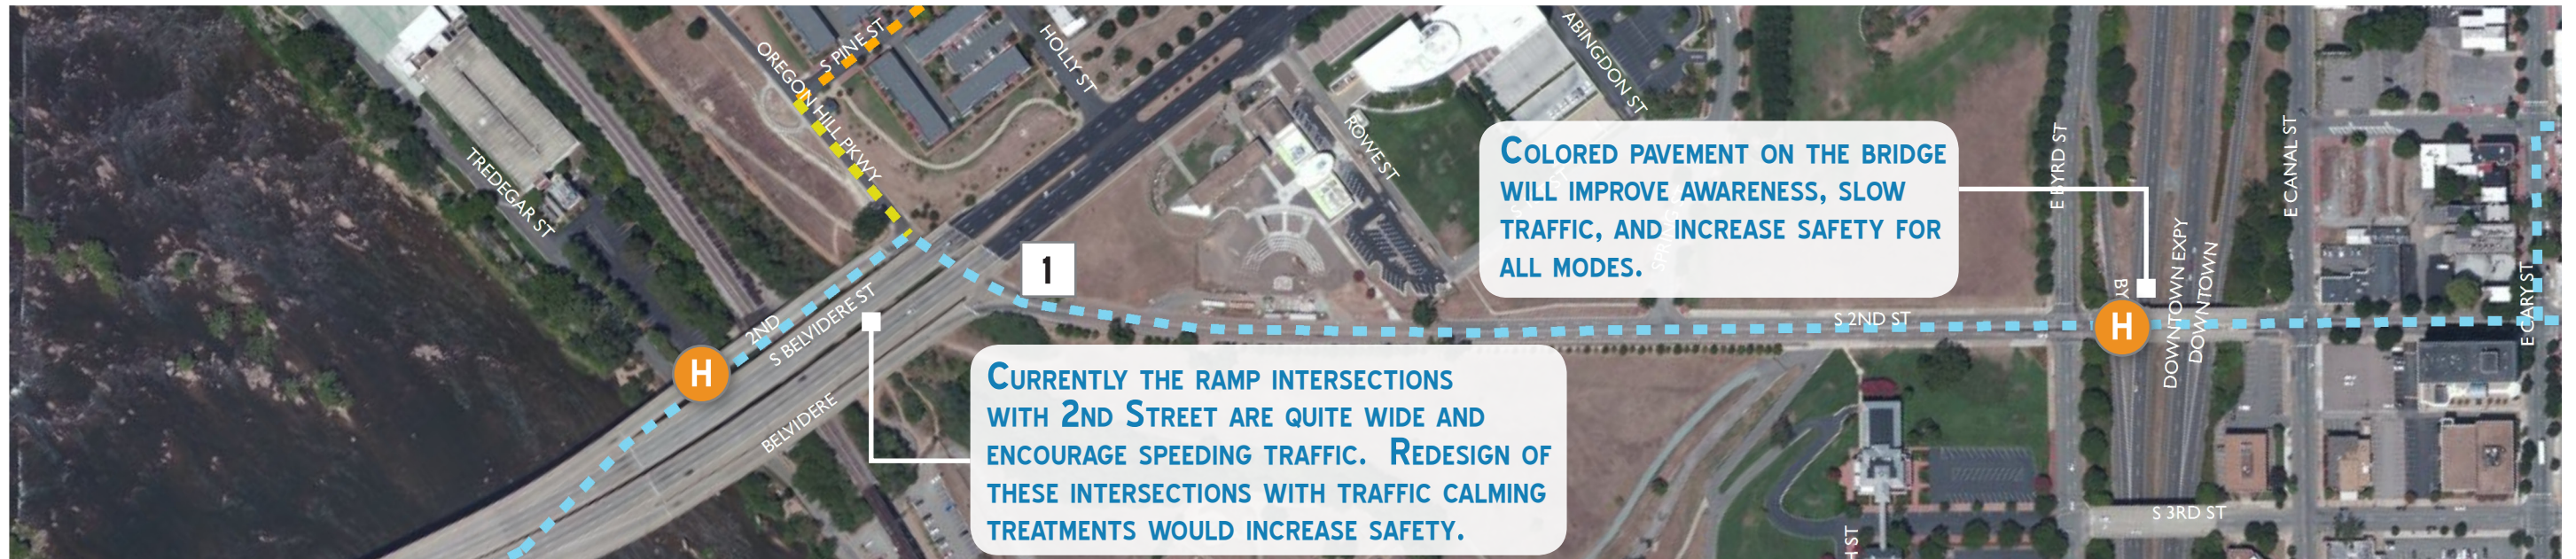 S PINE ST
OREGON HILL PKWY
HOLLY ST
ABINGDON ST
ROWE ST
TREDEGAR ST
1
COLORED PAVEMENT ON THE BRIDGE
WILL IMPROVE AWARENESS, SLOW
TRAFFIC, AND INCREASE SAFETY FOR
ALL MODES.
E BYRD ST
E CANAL ST
E CARY ST
DOWNTOWN EXPY
DOWNTOWN
BY
H
S 2ND ST
2ND
S BELVIDERE ST
H
BELVIDERE
CURRENTLY THE RAMP INTERSECTIONS
WITH 2ND STREET ARE QUITE WIDE AND
ENCOURAGE SPEEDING TRAFFIC. REDESIGN OF
THESE INTERSECTIONS WITH TRAFFIC CALMING
TREATMENTS WOULD INCREASE SAFETY.
S 3RD ST
H ST